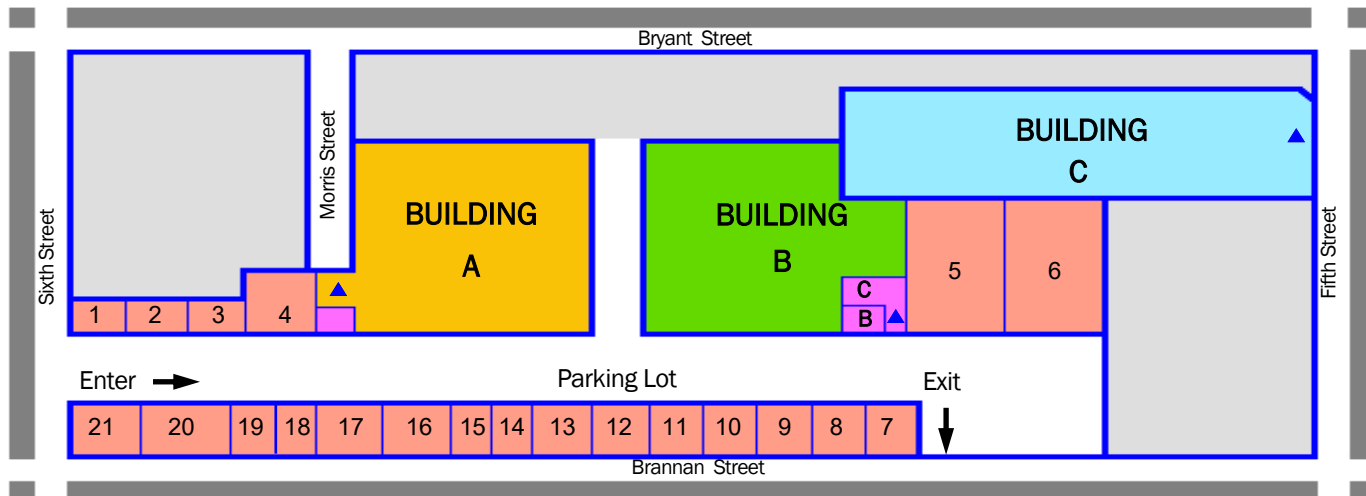 Bryant Street
Morris Street
Sixth Street
Fifth Street
BUILDING
A
BUILDING
B
BUILDING
C
C
B
1
2
3
4
5
6
Enter
Parking Lot
Exit
21
20
19
18
17
16
15
14
13
12
11
10
9
8
7
Brannan Street